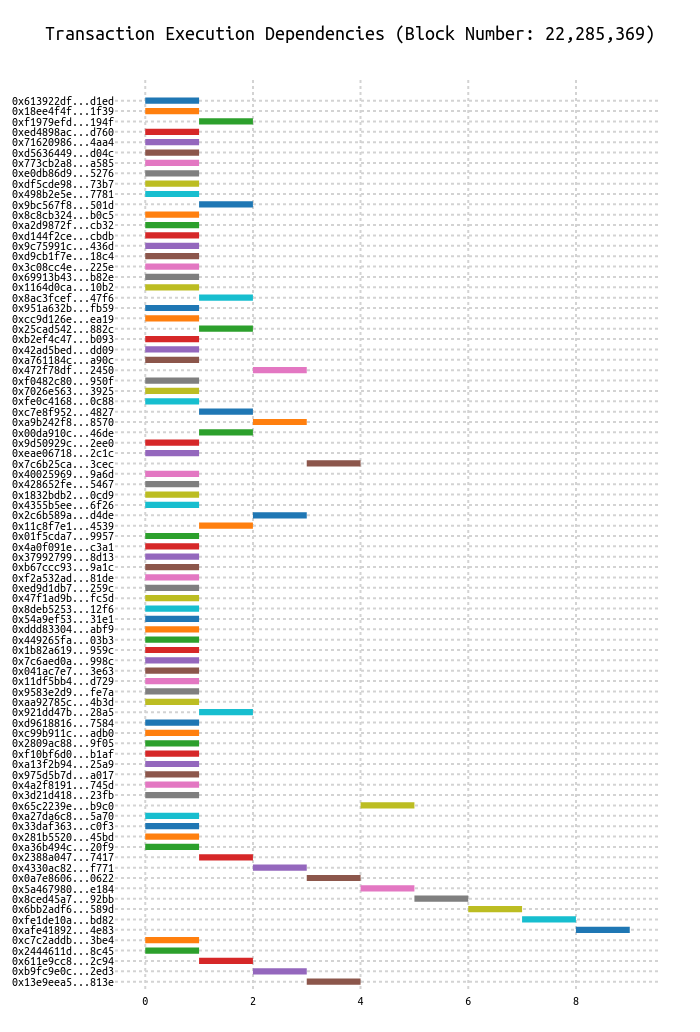 Transaction Execution Dependencies (Block Number: 22,285,369)
0x613922df...d1ed
0x18ee4f4f...1f39
0xf1979efd...194f
0xed4898ac...d760
0x71620986...4aa4
0xd5636449...d04c
0x773cb2a8...a585
0xe0db86d9...5276
0xdf5cde98...73b7
0x498b2e5e...7781
0x9bc567f8...501d
0x8c8cb324...b0c5
0xa2d9872f...cb32
0xd144f2ce...cbdb
0x9c75991c...436d
0xd9cb1f7e...18c4
0x3c08cc4e...225e
0x69913b43...b82e
0x1164d0ca...10b2
0x8ac3fcef...47f6
0x951a632b...fb59
0xcc9d126e...ea19
0x25cad542...882c
0xb2ef4c47...b093
0x42ad5bed...dd09
0xa761184c...a90c
0x472f78df...2450
0xf0482c80...950f
0x7026e563...3925
0xfe0c4168...0c88
0xc7e8f952...4827
0xa9b242f8...8570
0x00da910c...46de
0x9d50929c...2ee0
0xeae06718...2c1c
0x7c6b25ca...3cec
0x40025969...9a6d
0x428652fe...5467
0x1832bdb2...0cd9
0x4355b5ee...6f26
0x2c6b589a...d4de
0x11c8f7e1...4539
0x01f5cda7...9957
0x4a0f091e...c3a1
0x37992799...8d13
0xb67ccc93...9a1c
0xf2a532ad...81de
0xed9d1db7...259c
0x47f1ad9b...fc5d
0x8deb5253...12f6
0x54a9ef53...31e1
0xddd83304...abf9
0x449265fa...03b3
0x1b82a619...959c
0x7c6aed0a...998c
0x041ac7e7...3e63
0x11df5bb4...d729
0x9583e2d9...fe7a
0xaa92785c...4b3d
0x921dd47b...28a5
0xd9618816...7584
0xc99b911c...adb0
0x2809ac88...9f05
0xf10bf6d0...b1af
0xa13f2b94...25a9
0x975d5b7d...a017
0x4a2f8191...745d
0x3d21d418...23fb
0x65c2239e...b9c0
0xa27da6c8...5a70
0x33daf363...c0f3
0x281b5520...45bd
0xa36b494c...20f9
0x2388a047...7417
0x4330ac82...f771
0x0a7e8606...0622
0x5a467980...e184
0x8ced45a7...92bb
0x6bb2adf6...589d
0xfe1de10a...bd82
0xafe41892...4e83
0xc7c2addb...3be4
0x2444611d...8c45
0x611e9cc8...2c94
0xb9fc9e0c...2ed3
0x13e9eea5...813e
0 2 4 6 8